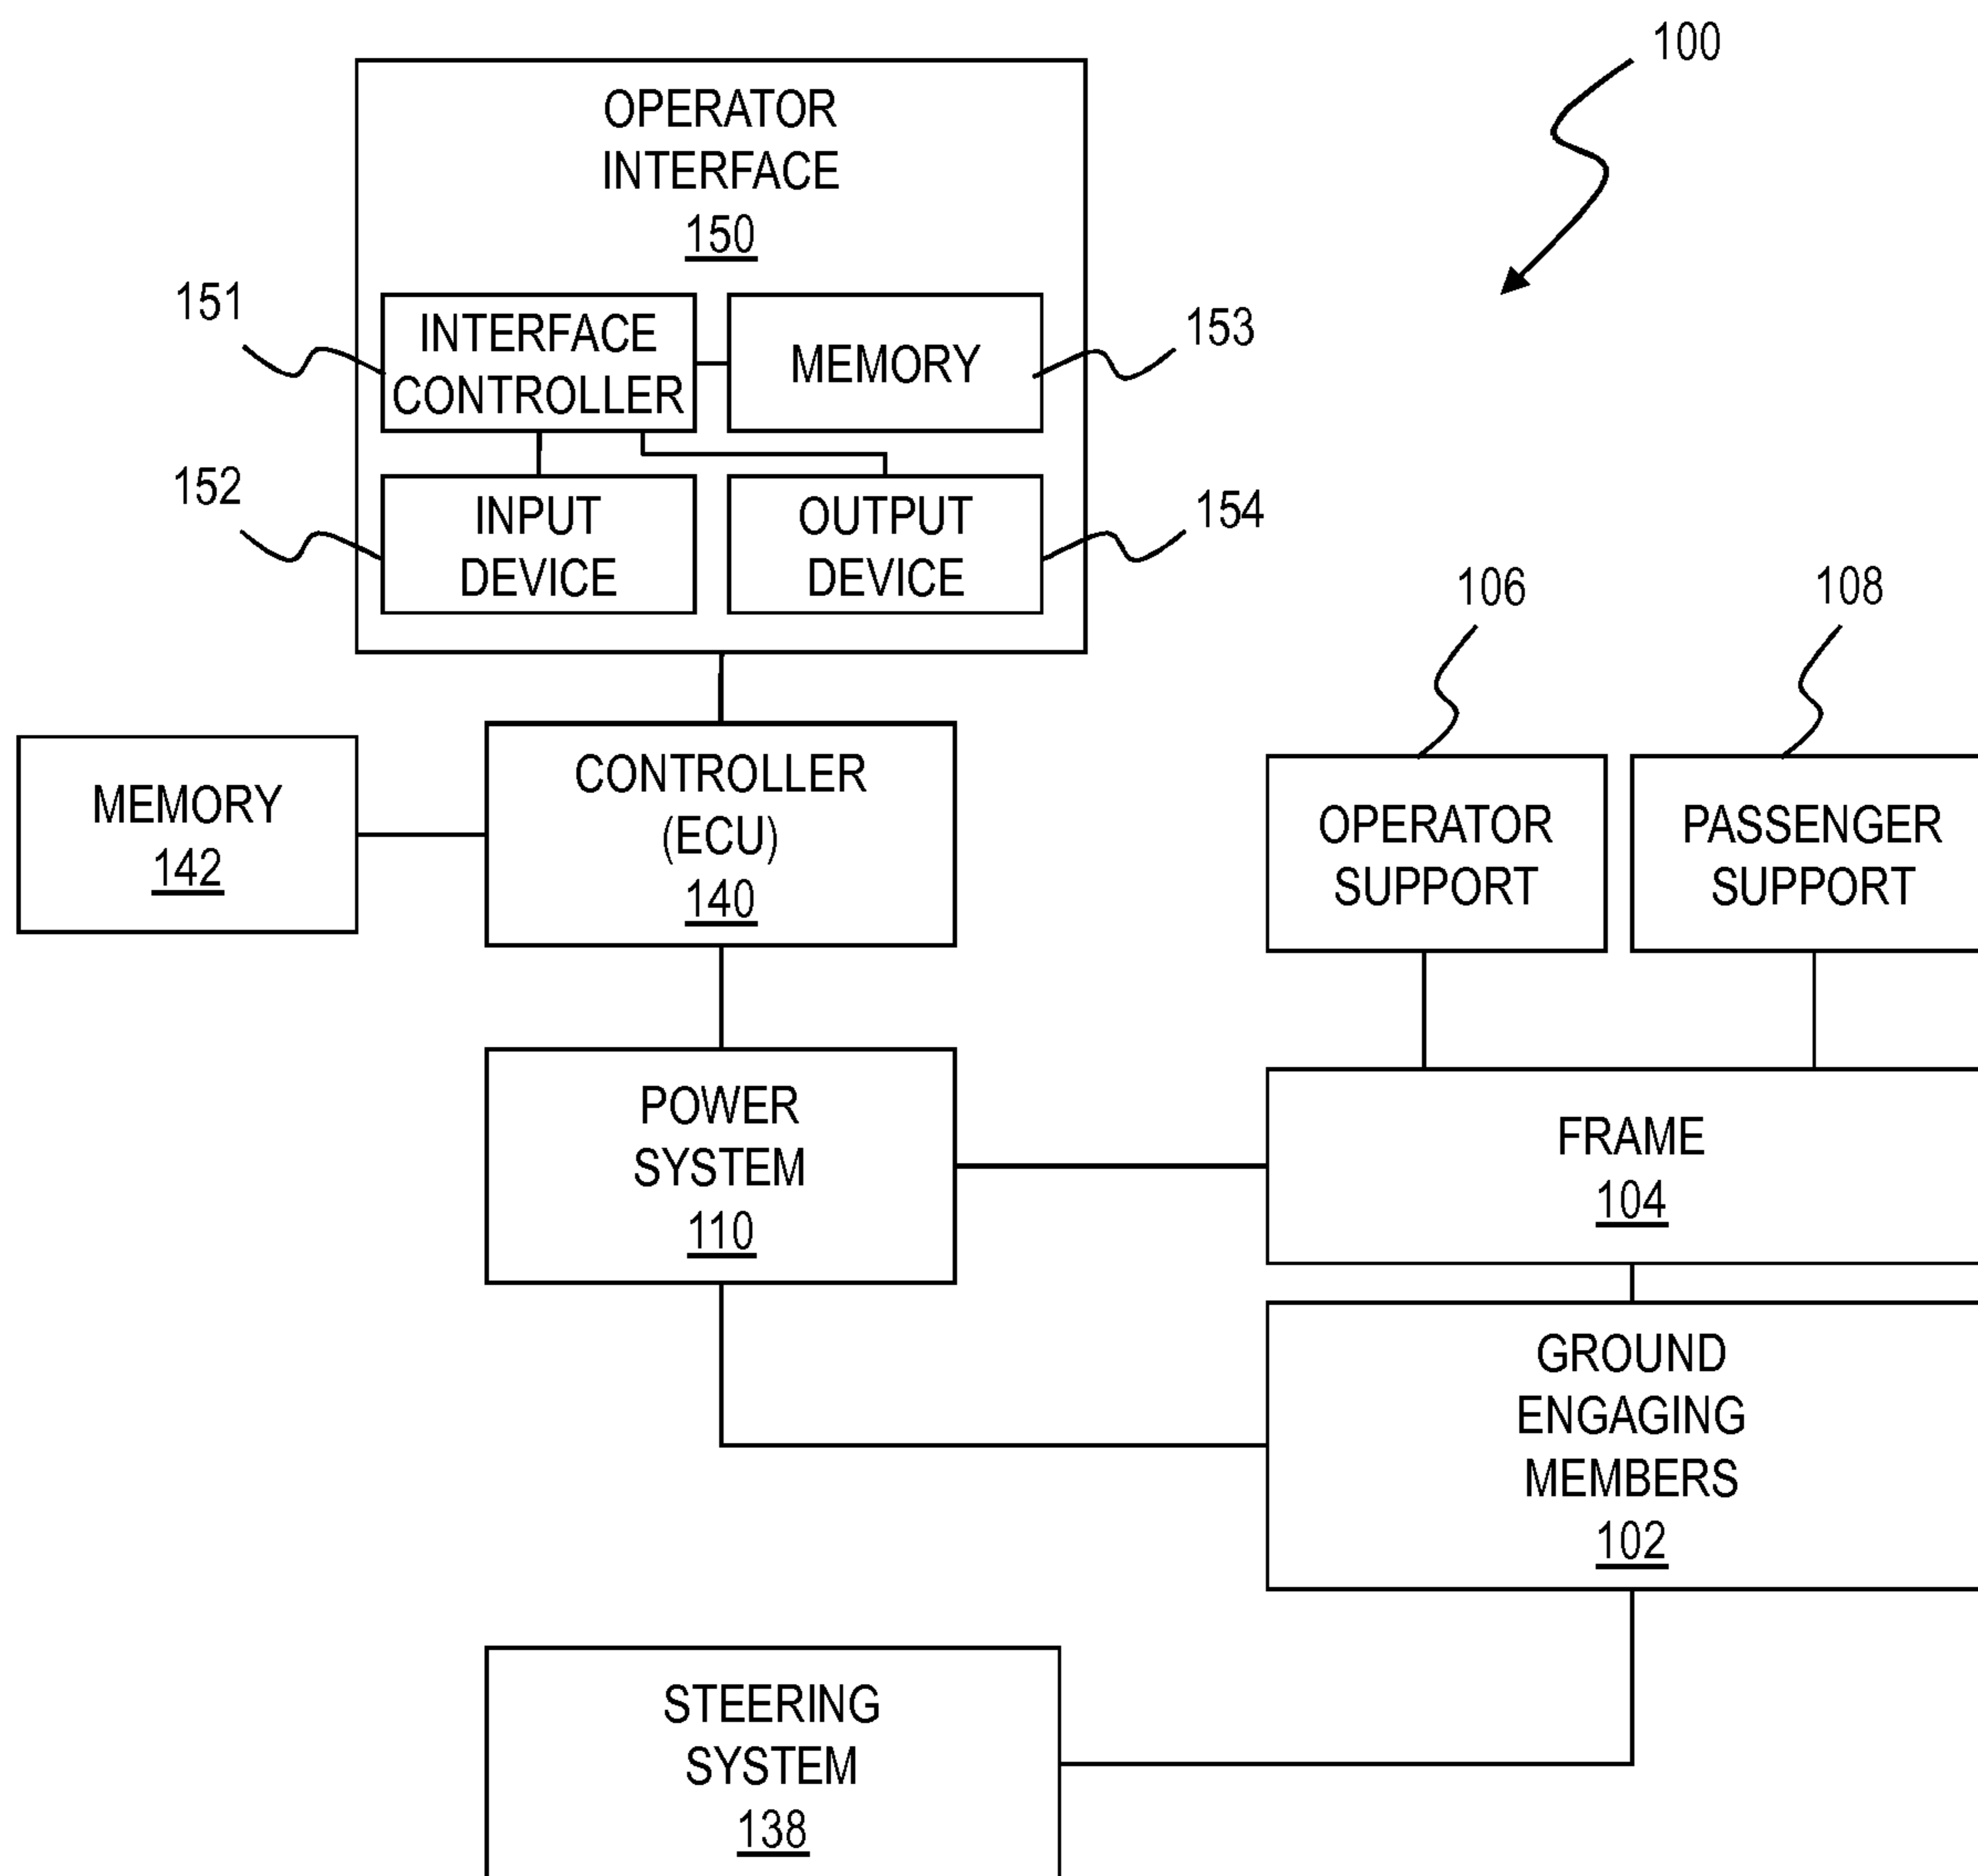 100
OPERATOR
INTERFACE
150
151
INTERFACE
CONTROLLER
MEMORY
153
152
INPUT
DEVICE
OUTPUT
DEVICE
154
106
108
MEMORY
142
CONTROLLER
(ECU)
140
OPERATOR
SUPPORT
PASSENGER
SUPPORT
POWER
SYSTEM
110
FRAME
104
GROUND
ENGAGING
MEMBERS
102
STEERING
SYSTEM
138